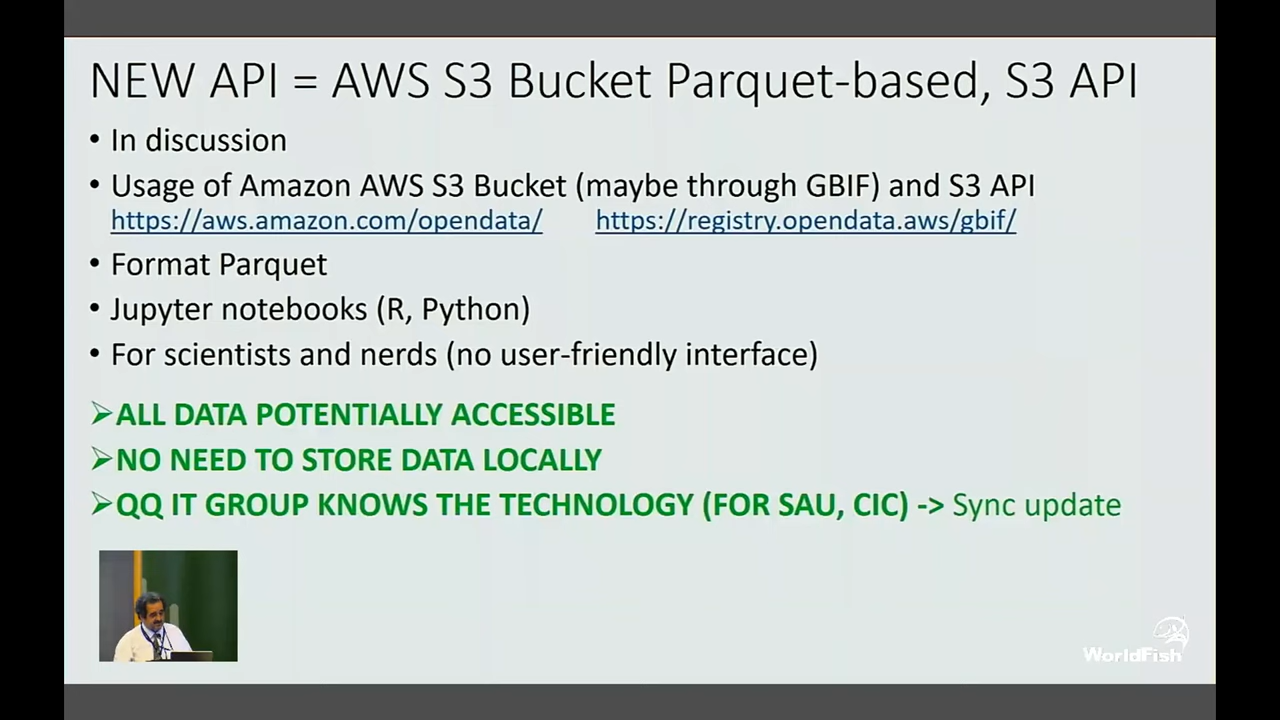 NEW API = AWS S3 Bucket Parquet-based, S3 API
• In discussion
• Usage of Amazon AWS S3 Bucket (maybe through GBIF) and S3 API
https://aws.amazon.com/opendata/ https://registry.opendata.aws/gbif/
• Format Parquet
• Jupyter notebooks (R, Python)
• For scientists and nerds (no user-friendly interface)
➢ALL DATA POTENTIALLY ACCESSIBLE
➢NO NEED TO STORE DATA LOCALLY
➢QQ IT GROUP KNOWS THE TECHNOLOGY (FOR SAU, CIC) -> Sync update
WorldFish